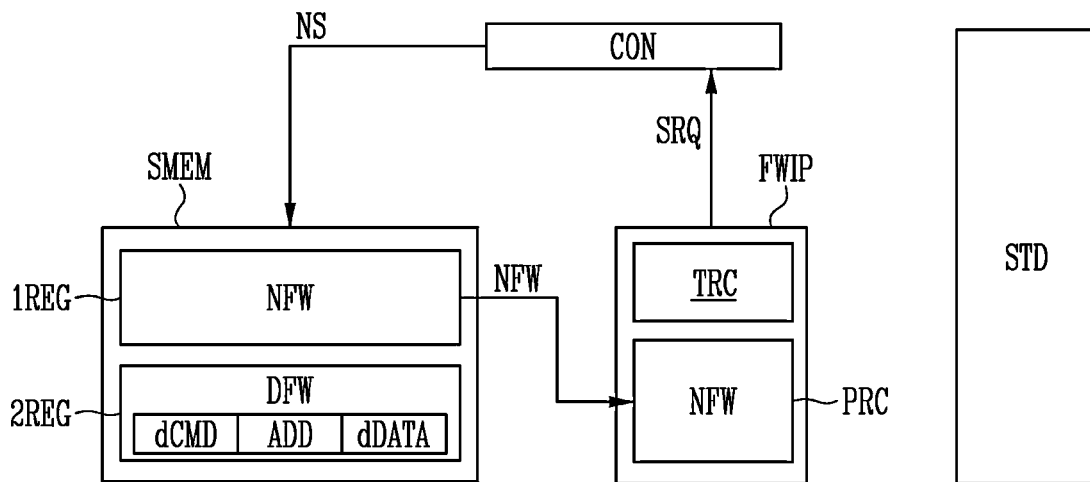 NS
CON
SRQ
SMEM
FWIP
1REG
NFW
NFW
TRC
STD
2REG
DFW
dCMD ADD dDATA
NFW
PRC